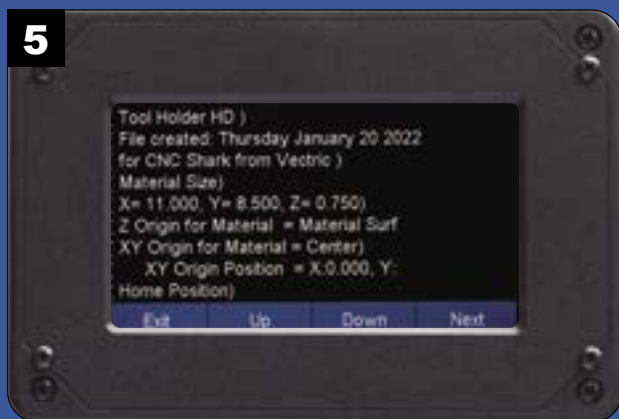 5
Tool Holder HD )
File created: Thursday January 20 2022
for CNC Shark from Vectric )
Material Size)
X= 11.000, Y= 8.500, Z= 0.750)
Z Origin for Material = Material Surf
XY Origin for Material = Center)
XY Origin Position = X:0.000, Y:
Home Position)
Exit Up Down Next